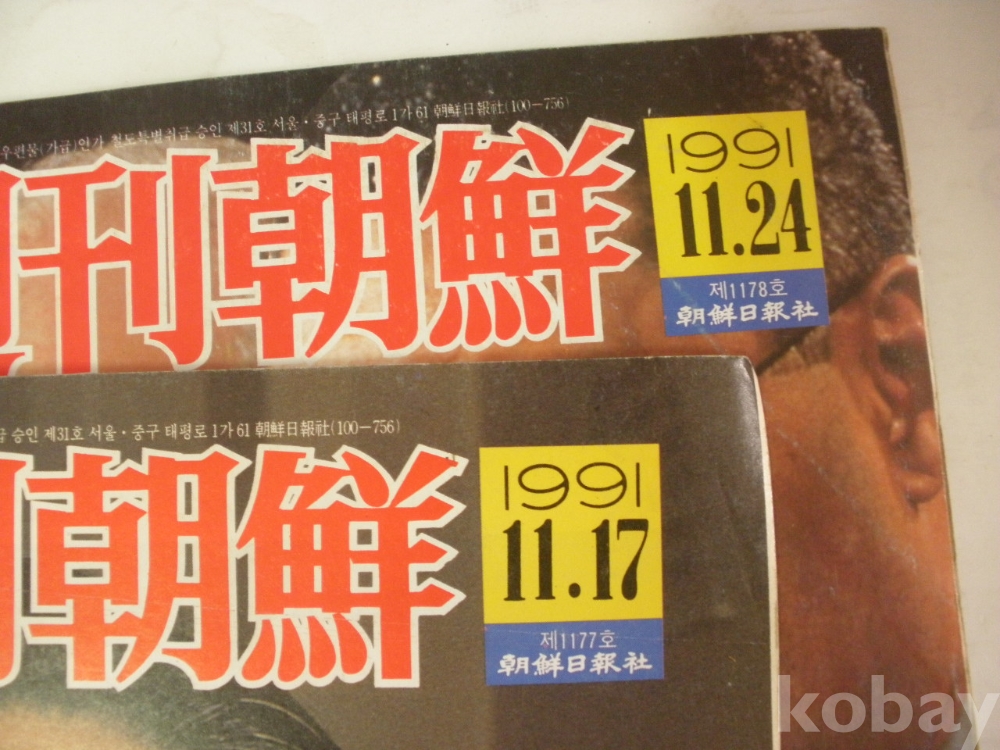 우편물(가급)인가 철도특별취급 승인 제31호 서울·중구 태평로 1가 61 朝鮮日報社(100-756)
刊朝鮮
1991
11.24
제1178호
朝鮮日報社
급 승인 제31호 서울·중구 태평로 1가 61 朝鮮日報社(100-756)
朝鮮
1991
11.17
제1177호
朝鮮日報社
kobay